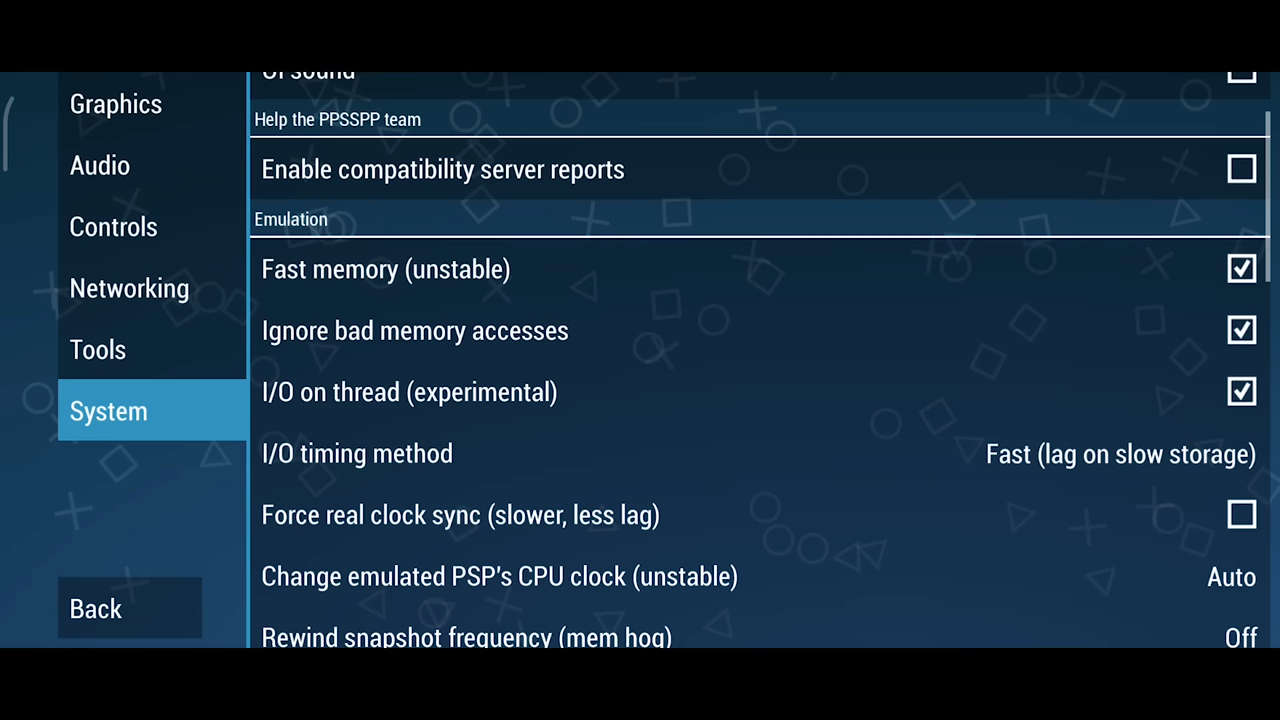 UI sound
Graphics
Help the PPSSPP team
Audio
Enable compatibility server reports
Emulation
Controls
Fast memory (unstable)
Networking
Ignore bad memory accesses
Tools
I/O on thread (experimental)
System
I/O timing method Fast (lag on slow storage)
Force real clock sync (slower, less lag)
Change emulated PSP's CPU clock (unstable) Auto
Back
Rewind snapshot frequency (mem hog) Off